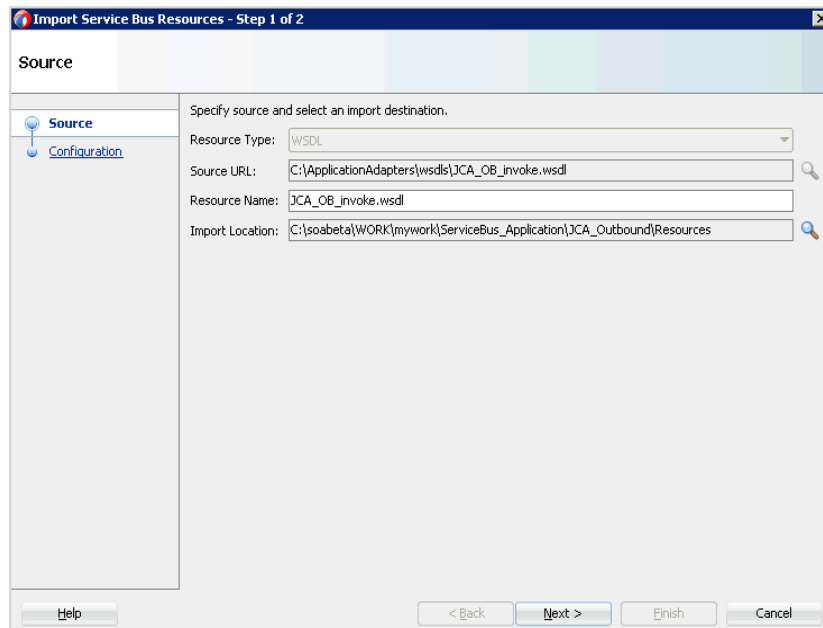 Import Service Bus Resources - Step 1 of 2
Source
Source
Configuration
Specify source and select an import destination.
Resource Type: WSDL
Source URL: C:\ApplicationAdapters\wsdls\JCA_OB_invoke.wsdl
Resource Name: JCA_OB_invoke.wsdl
Import Location: C:\soabeta\WORK\mywork\ServiceBus_Application\JCA_Outbound\Resources
Help < Back Next > Finish Cancel